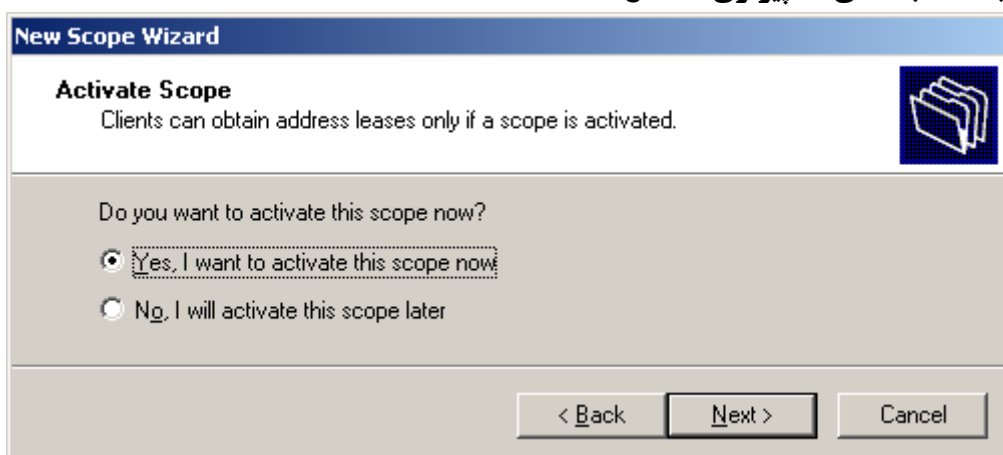 New Scope Wizard
Activate Scope
Clients can obtain address leases only if a scope is activated.
Do you want to activate this scope now?
Yes, I want to activate this scope now
No, I will activate this scope later
< Back Next > Cancel